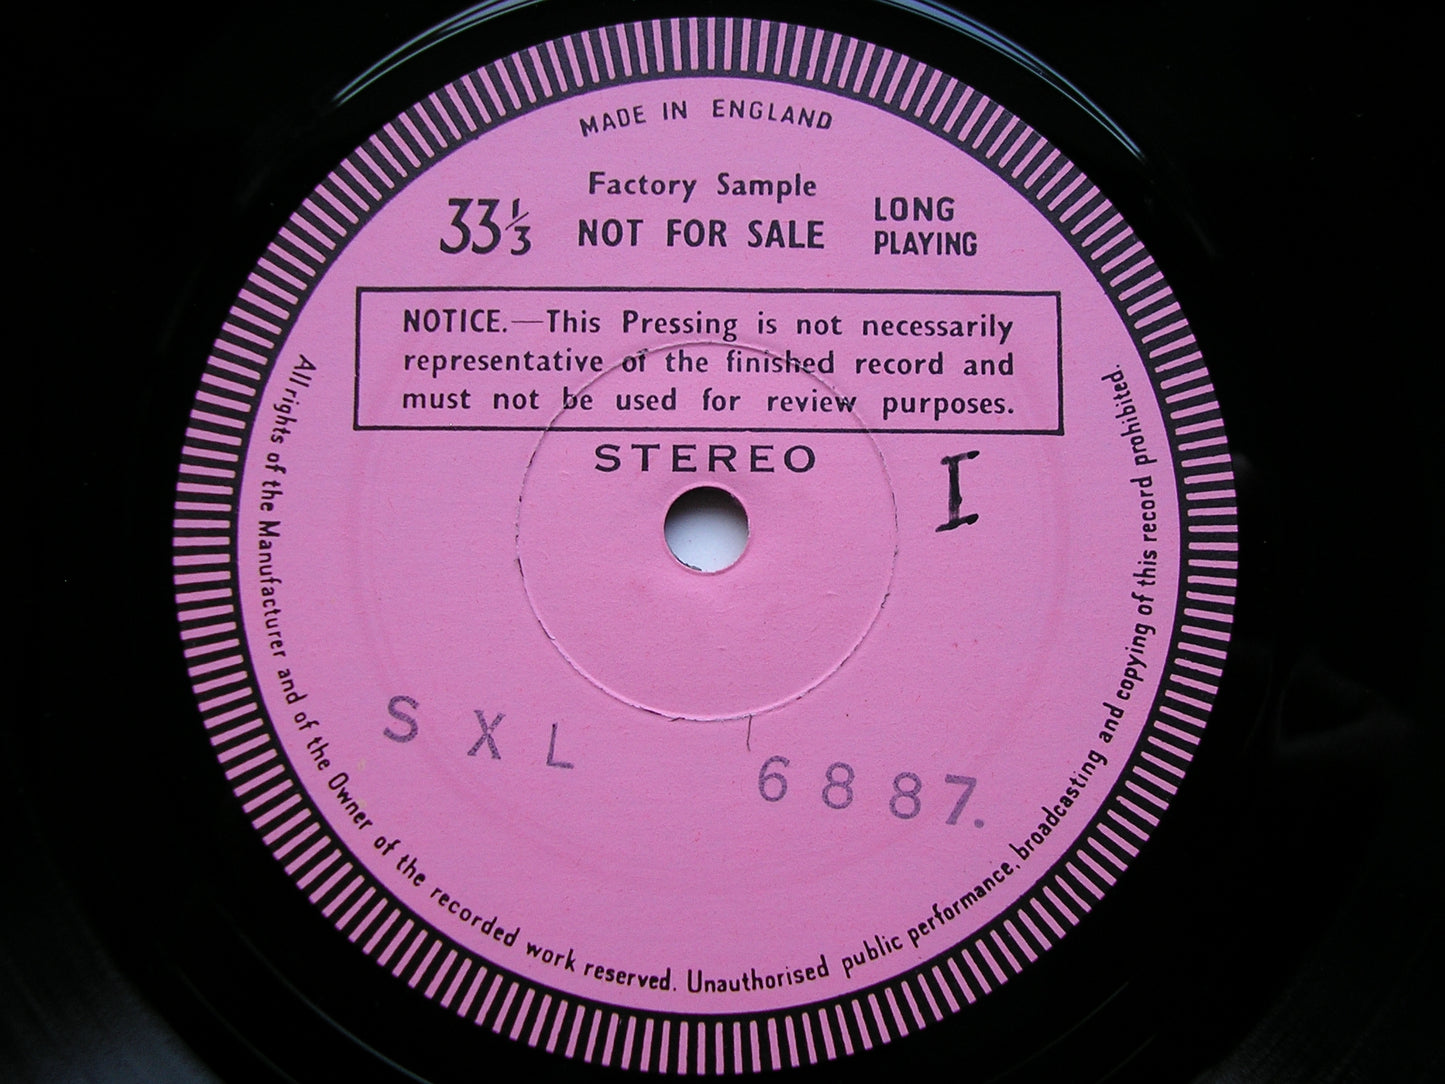 MADE IN ENGLAND
Factory Sample
33⅓ NOT FOR SALE LONG PLAYING
NOTICE.—This Pressing is not necessarily
representative of the finished record and
must not be used for review purposes.
STEREO
I
SXL 6887.
All rights of the Manufacturer and of the Owner of the recorded work reserved. Unauthorised public performance, broadcasting and copying of this record prohibited.